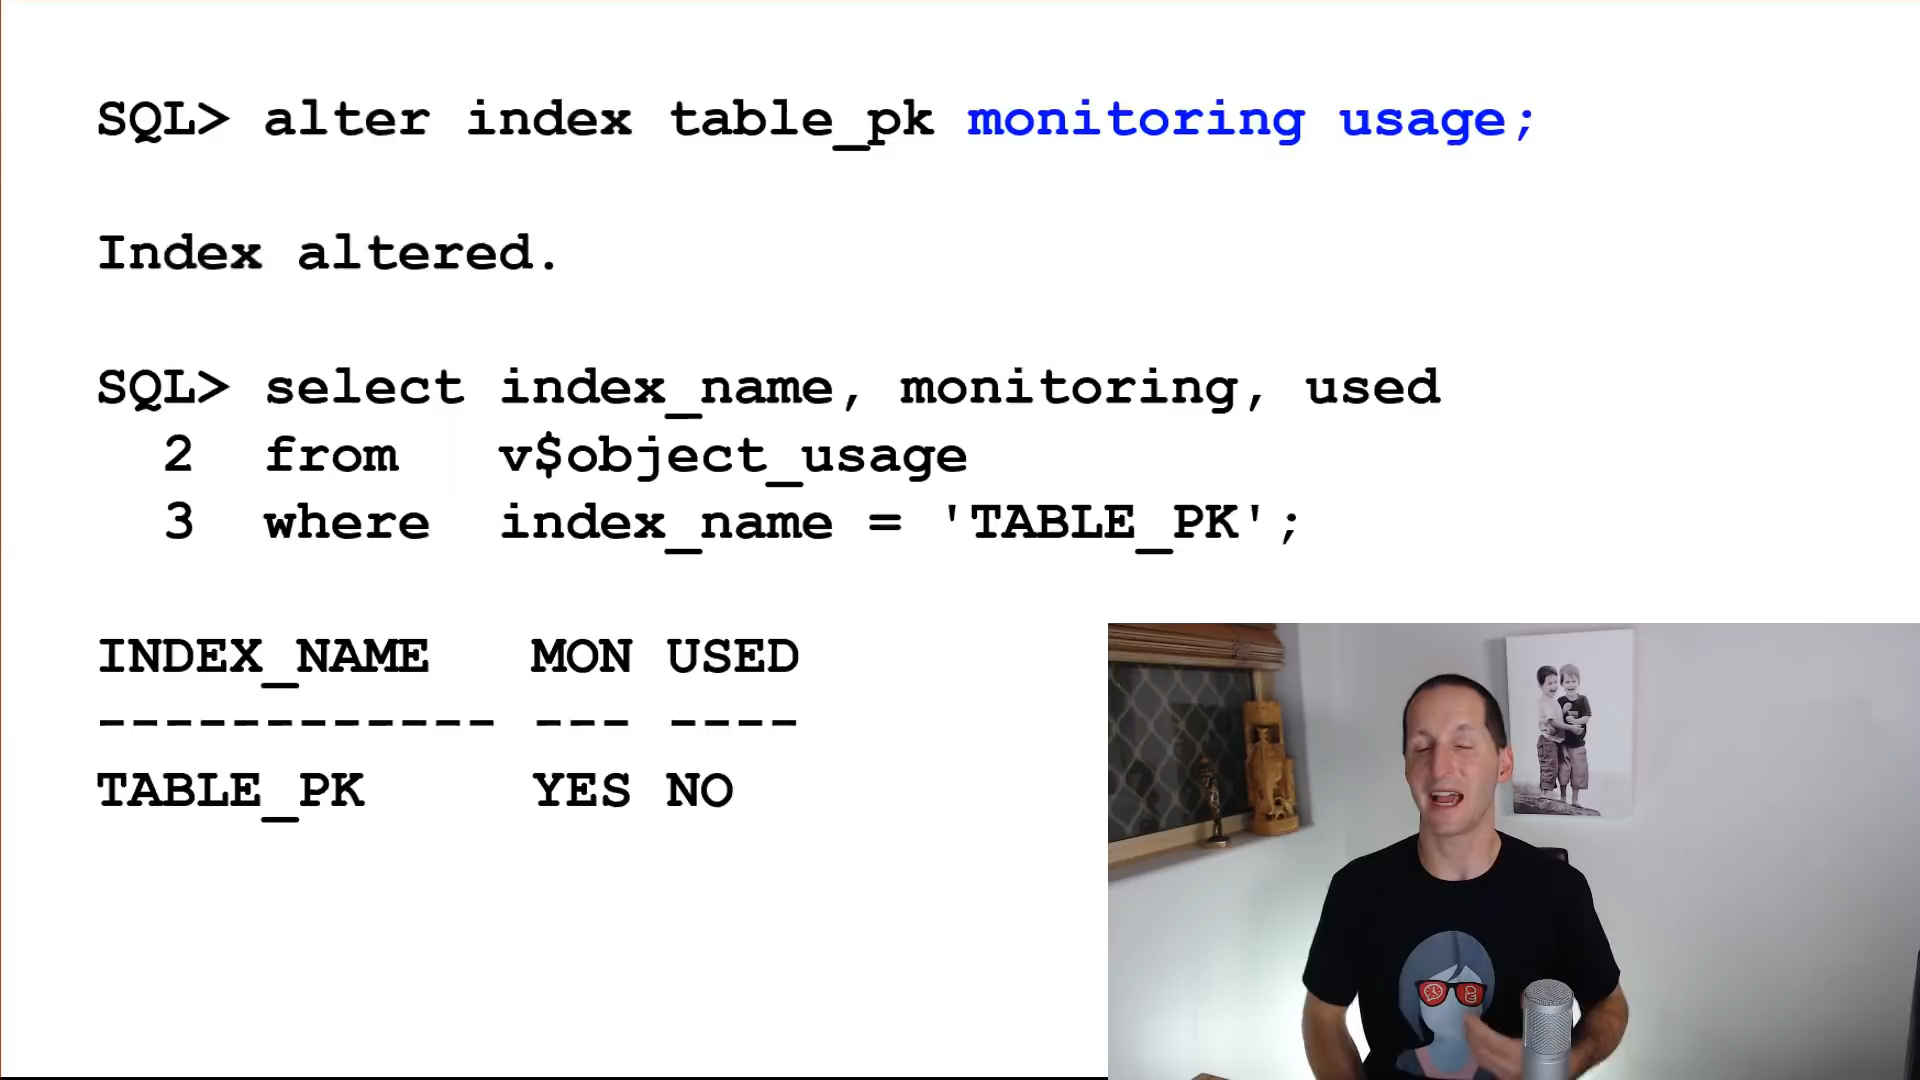 SQL> alter index table_pk monitoring usage;
Index altered.
SQL> select index_name, monitoring, used
2 from v$object_usage
3 where index_name = 'TABLE_PK';
INDEX_NAME MON USED
------------ --- ----
TABLE_PK YES NO